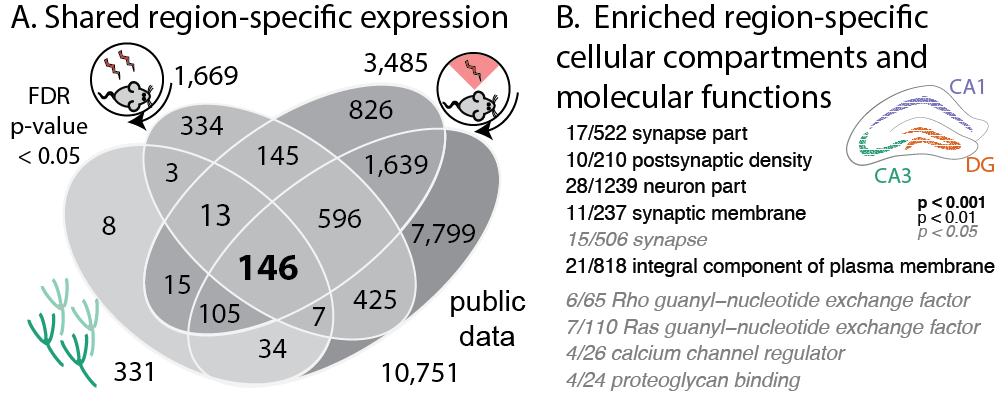 A. Shared region-specific expression
FDR
p-value
< 0.05
1,669
3,485
334
826
145
1,639
3
8
13
596
7,799
146
15
105
7
425
34
public
data
331
10,751
B. Enriched region-specific
cellular compartments and
molecular functions
17/522 synapse part
10/210 postsynaptic density
28/1239 neuron part
11/237 synaptic membrane
15/506 synapse
21/818 integral component of plasma membrane
6/65 Rho guanyl−nucleotide exchange factor
7/110 Ras guanyl−nucleotide exchange factor
4/26 calcium channel regulator
4/24 proteoglycan binding
CA1
DG
CA3
p < 0.001
p < 0.01
p < 0.05